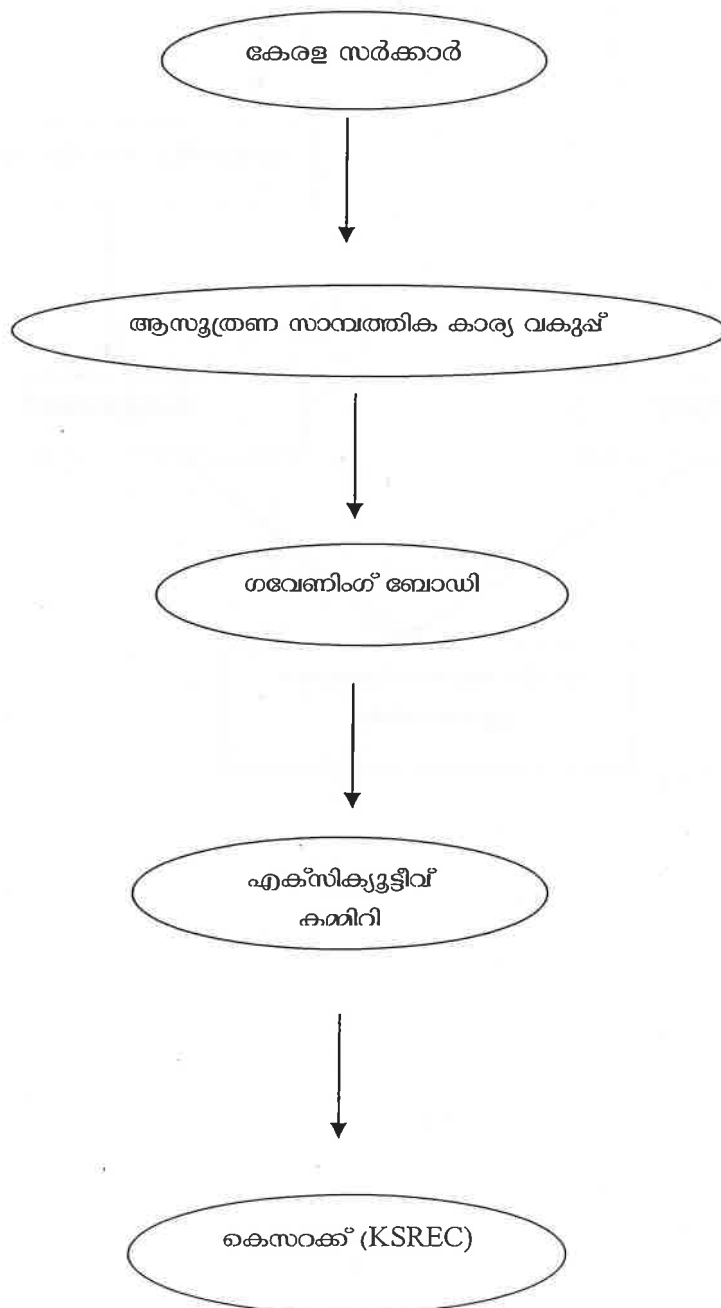 കേരള സർക്കാർ
ആസൂത്രണ സാമ്പത്തിക കാര്യ വകുപ്പ്
ഗവേണിംഗ് ബോഡി
എക്സിക്യൂട്ടീവ്
കമ്മിറി
കെസറക്ക് (KSREC)